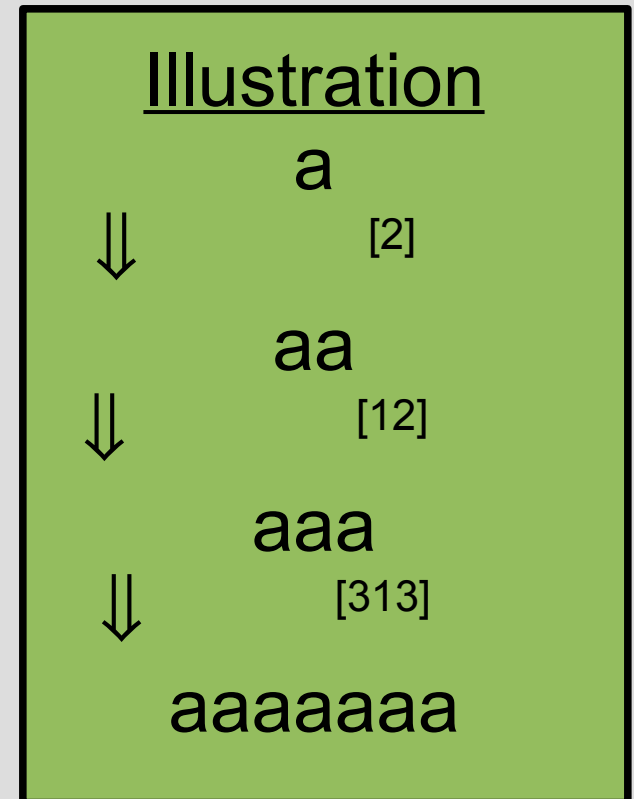 Illustration
a
⇓ [2]
aa
⇓ [12]
aaa
⇓ [313]
aaaaaaa